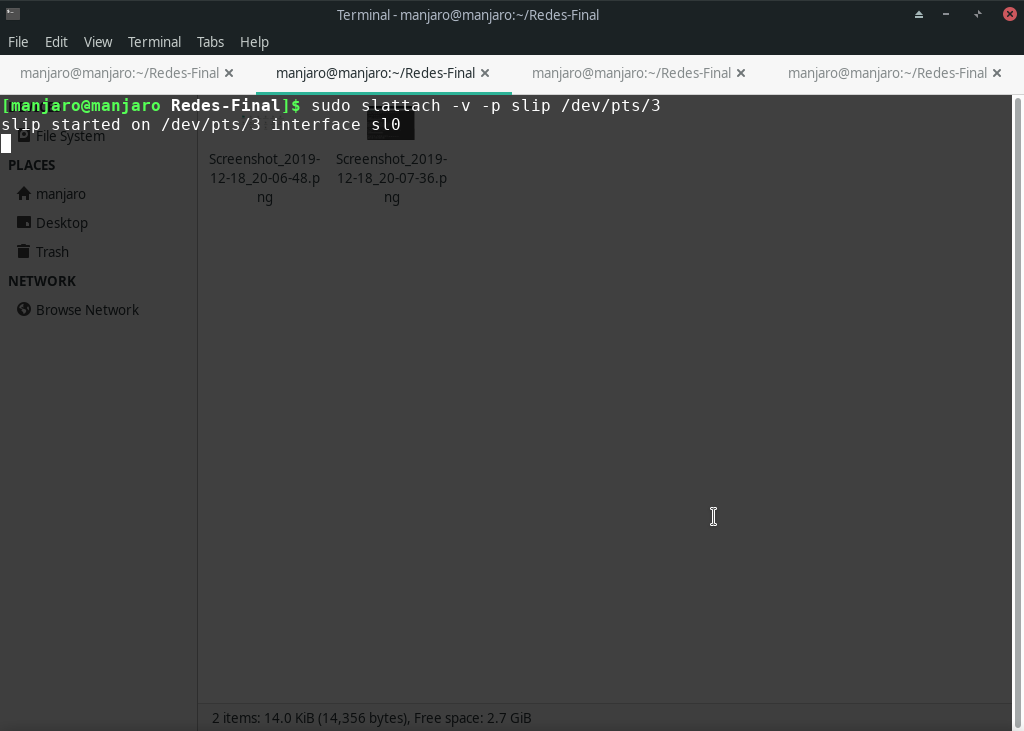 Terminal - manjaro@manjaro:~/Redes-Final
File Edit View Terminal Tabs Help
manjaro@manjaro:~/Redes-Final manjaro@manjaro:~/Redes-Final manjaro@manjaro:~/Redes-Final manjaro@manjaro:~/Redes-Final
[manjaro@manjaro Redes-Final]$ sudo slattach -v -p slip /dev/pts/3
slip started on /dev/pts/3 interface sl0
File System
PLACES
manjaro
Desktop
Trash
NETWORK
Browse Network
Screenshot_2019-
12-18_20-06-48.p
ng
Screenshot_2019-
12-18_20-07-36.p
ng
2 items: 14.0 KiB (14,356 bytes), Free space: 2.7 GiB